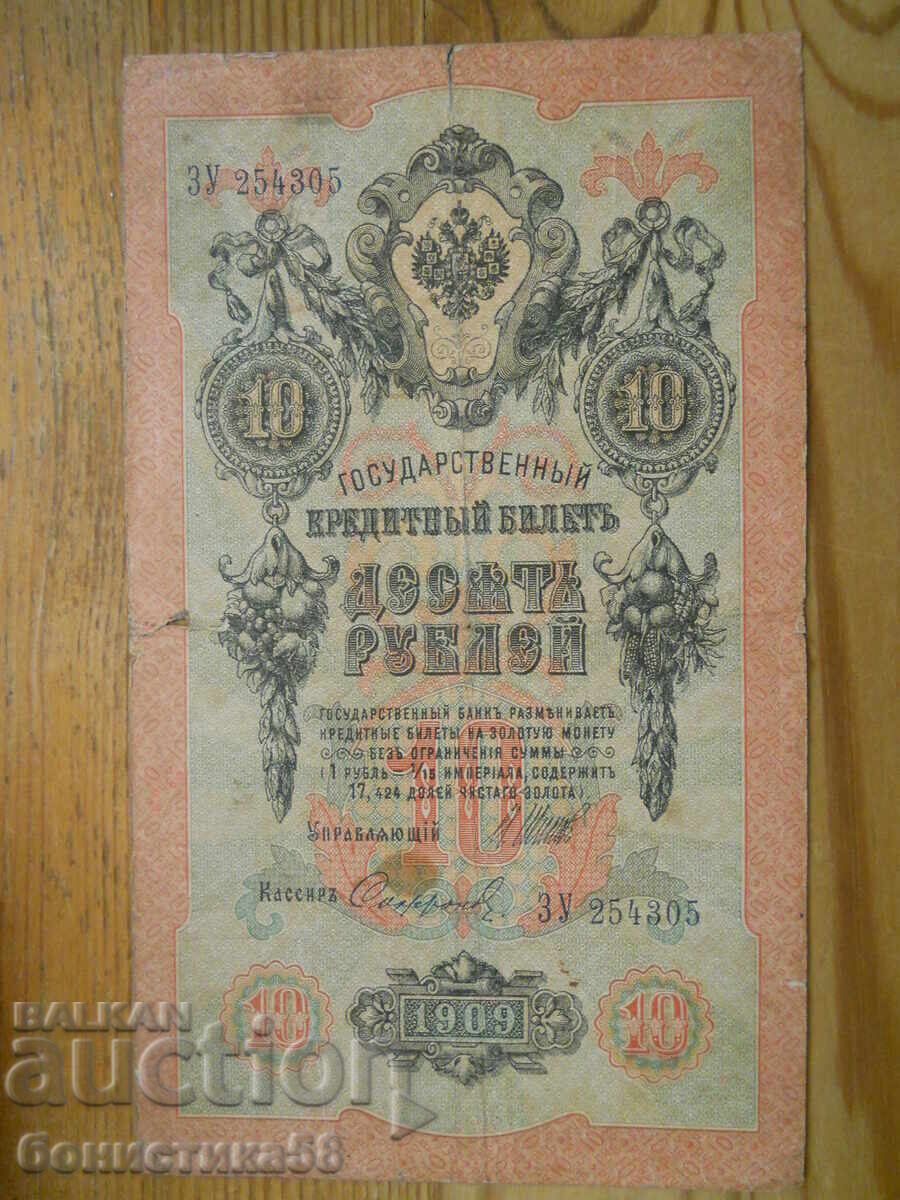 ЗУ 254305
10 10
ГОСУДАРСТВЕННЫЙ
КРЕДИТНЫЙ БИЛЕТЪ
ДЕСЯТЬ
РУБЛЕЙ
ГОСУДАРСТВЕННЫЙ БАНКЪ РАЗМѢНИВАЕТЪ
КРЕДИТНЫЕ БИЛЕТЫ НА ЗОЛОТУЮ МОНЕТУ
БЕЗЪ ОГРАНИЧЕНІЯ СУММЫ
(1 РУБЛЬ = 1/15 ИМПЕРІАЛА, СОДЕРЖИТЪ
17,424 ДОЛЕЙ ЧИСТАГО ЗОЛОТА)
10
УПРАВЛЯЮЩІЙ
КАССИРЪ Софроновъ
ЗУ 254305
10 1909 10
BALKAN
auction
бонистика58